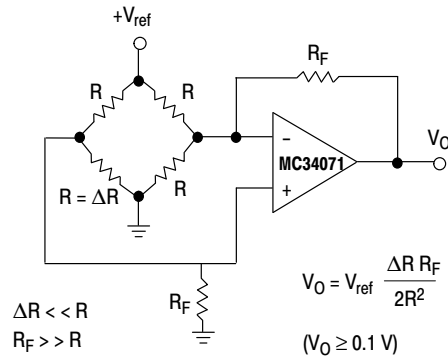 +Vref
R
R
RF
VO
R = ΔR
R
−
MC34071
+
RF
ΔR << R
RF >> R
VO = Vref ΔR RF / 2R²
(VO ≥ 0.1 V)